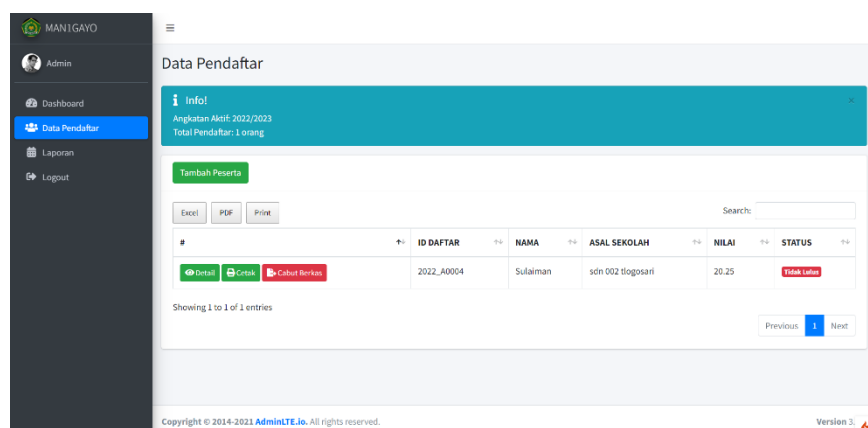 MAN1GAYO
Admin
Dashboard
Data Pendaftar
Laporan
Logout
Data Pendaftar
Info!
×
Angkatan Aktif: 2022/2023
Total Pendaftar: 1 orang
Tambah Peserta
Excel PDF Print
Search:
# ID DAFTAR NAMA ASAL SEKOLAH NILAI STATUS
Detail Cetak Cabut Berkas 2022_A0004 Sulaiman sdn 002 tlogosari 20.25 Tidak Lulus
Showing 1 to 1 of 1 entries
Previous 1 Next
Copyright © 2014-2021 AdminLTE.io. All rights reserved. Version 3.